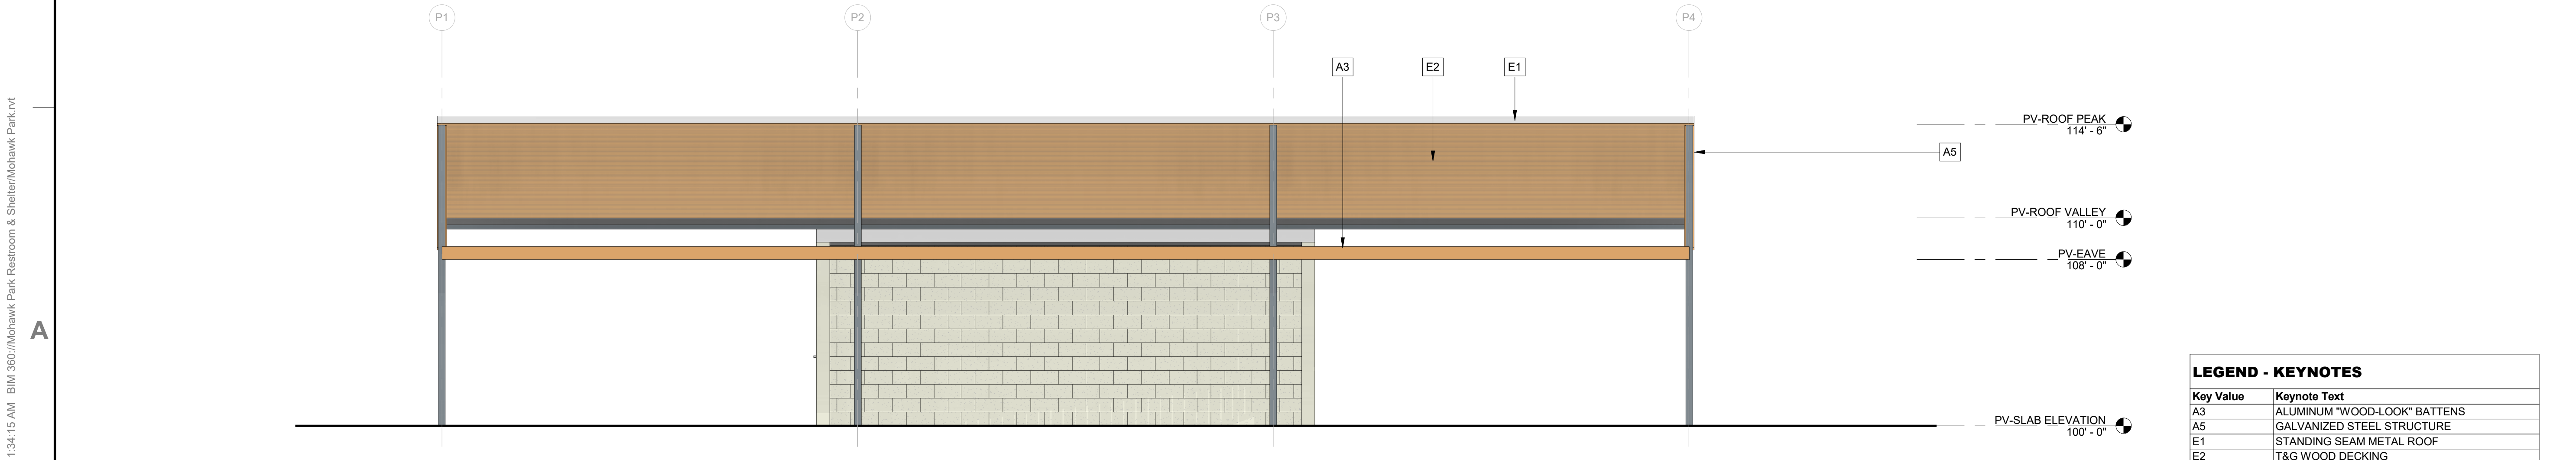 P1 P2 P3 P4
A3 E2 E1
PV-ROOF PEAK
114' - 6"
A5
PV-ROOF VALLEY
110' - 0"
PV-EAVE
108' - 0"
PV-SLAB ELEVATION
100' - 0"
A
1:34:15 AM BIM 360://Mohawk Park Restroom & Shelter/Mohawk Park.rvt
LEGEND - KEYNOTES
Key Value Keynote Text
A3 ALUMINUM "WOOD-LOOK" BATTENS
A5 GALVANIZED STEEL STRUCTURE
E1 STANDING SEAM METAL ROOF
E2 T&G WOOD DECKING